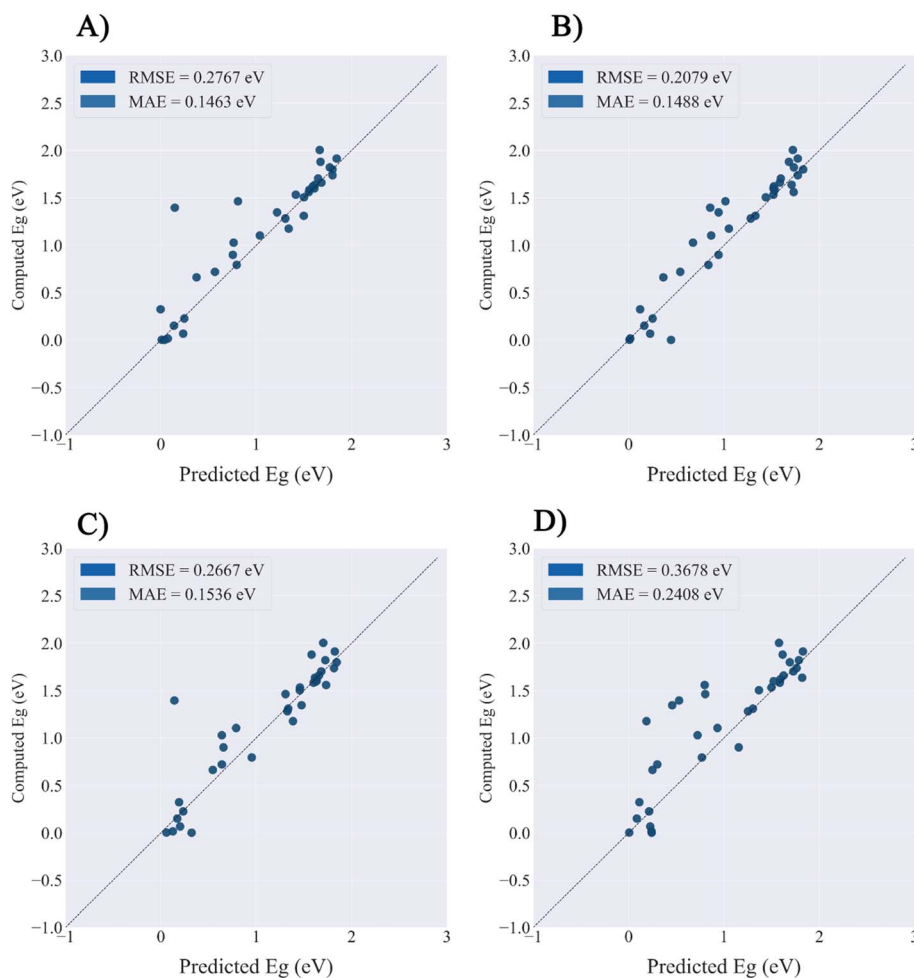 A)
3.0
2.5
2.0
1.5
1.0
0.5
0.0
−0.5
−1.0
Computed Eg (eV)
RMSE = 0.2767 eV
MAE = 0.1463 eV
−1 0 1 2 3
Predicted Eg (eV)
B)
3.0
2.5
2.0
1.5
1.0
0.5
0.0
−0.5
−1.0
Computed Eg (eV)
RMSE = 0.2079 eV
MAE = 0.1488 eV
−1 0 1 2 3
Predicted Eg (eV)
C)
3.0
2.5
2.0
1.5
1.0
0.5
0.0
−0.5
−1.0
Computed Eg (eV)
RMSE = 0.2667 eV
MAE = 0.1536 eV
−1 0 1 2 3
Predicted Eg (eV)
D)
3.0
2.5
2.0
1.5
1.0
0.5
0.0
−0.5
−1.0
Computed Eg (eV)
RMSE = 0.3678 eV
MAE = 0.2408 eV
−1 0 1 2 3
Predicted Eg (eV)